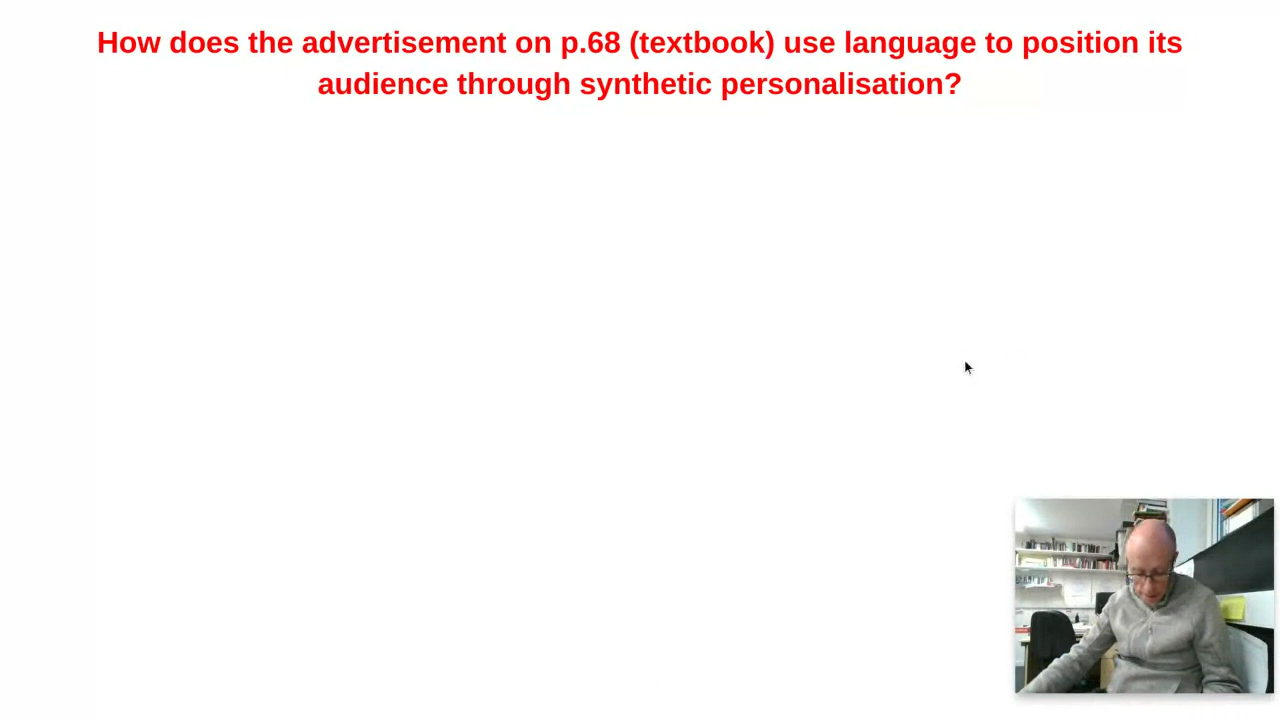 How does the advertisement on p.68 (textbook) use language to position its
audience through synthetic personalisation?